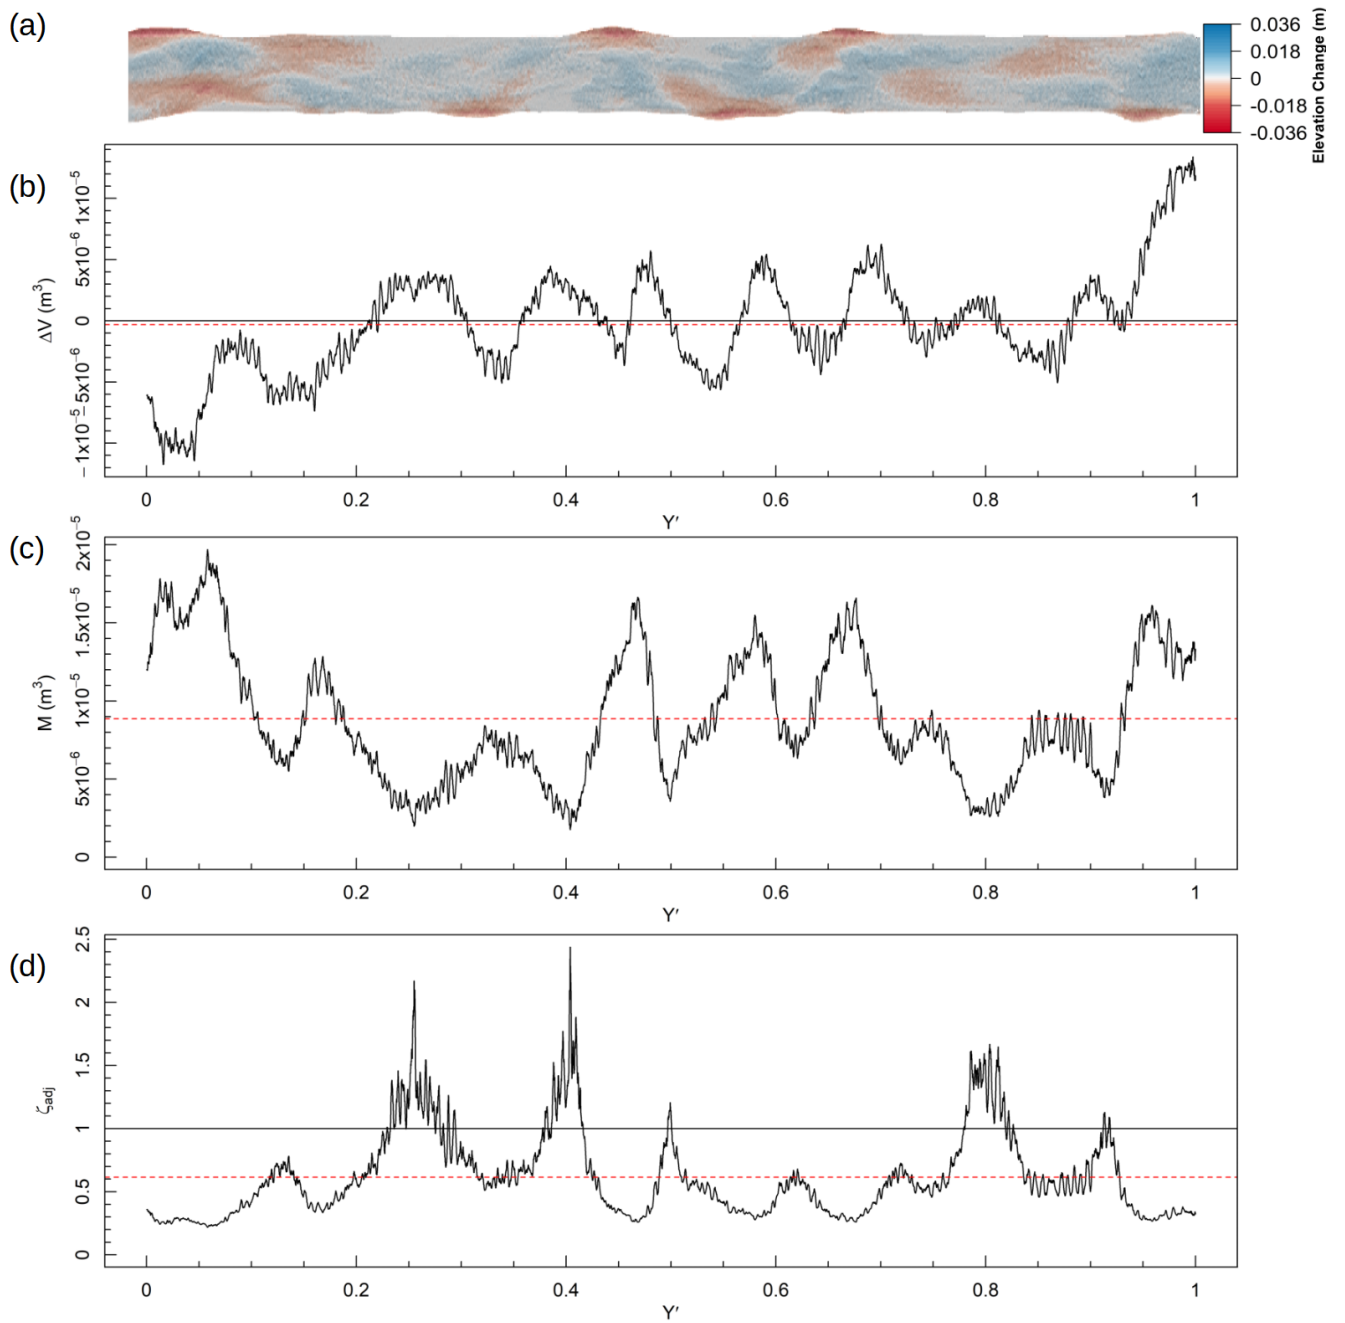 (a)
0.036
0.018
0
-0.018
-0.036
Elevation Change (m)
(b)
1x10⁻⁵
5x10⁻⁶
0
−5x10⁻⁶
−1x10⁻⁵
ΔV (m³)
0 0.2 0.4 0.6 0.8 1
Y′
(c)
2x10⁻⁵
1.5x10⁻⁵
1x10⁻⁵
5x10⁻⁶
0
M (m³)
0 0.2 0.4 0.6 0.8 1
Y′
(d)
2.5
2
1.5
1
0.5
0
ζadj
0 0.2 0.4 0.6 0.8 1
Y′